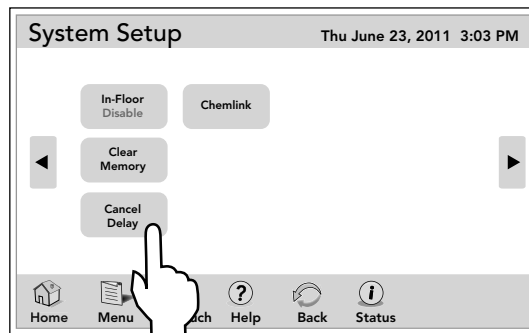 System Setup
Thu June 23, 2011 3:03 PM
In-Floor
Disable
Chemlink
Clear
Memory
Cancel
Delay
?
i
Home Menu Help Back Status